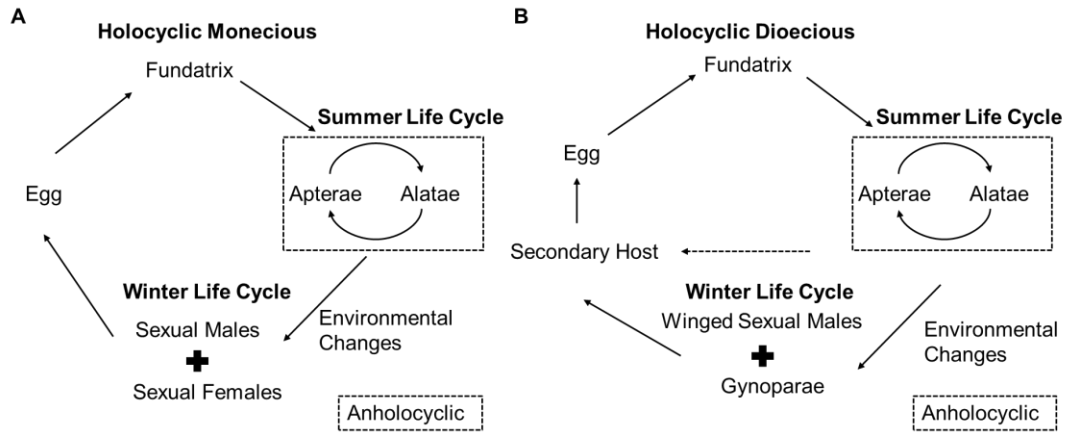 A
Holocyclic Monecious
Fundatrix
Summer Life Cycle
Apterae
Alatae
Egg
Winter Life Cycle
Sexual Males
Sexual Females
Environmental
Changes
Anholocyclic
B
Holocyclic Dioecious
Fundatrix
Summer Life Cycle
Egg
Apterae
Alatae
Secondary Host
Winter Life Cycle
Winged Sexual Males
Gynoparae
Environmental
Changes
Anholocyclic